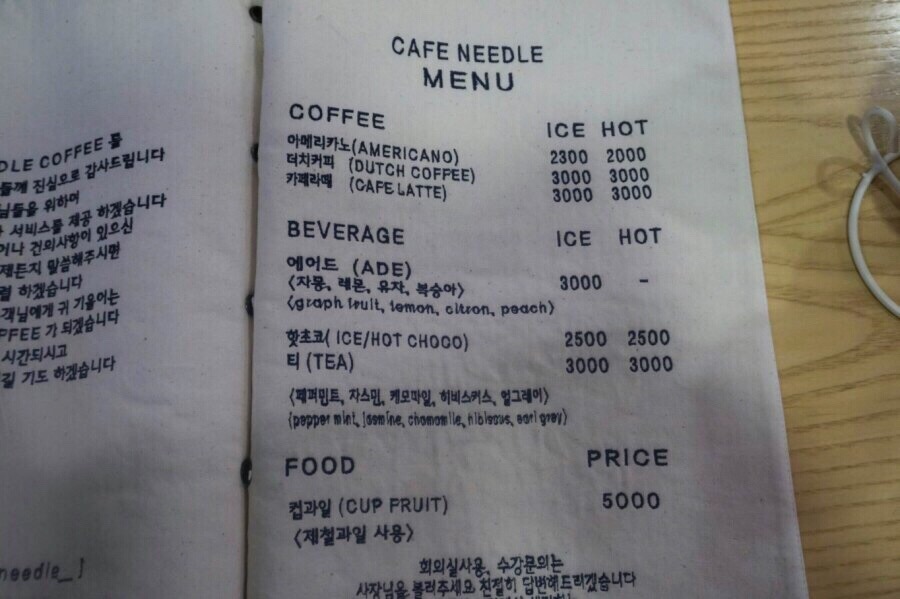 DLE COFFEE 를
들께 진심으로 감사드립니다
님들을 위하여
서비스를 제공 하겠습니다
거나 건의사항이 있으신
제든지 말씀해주시면
렴 하겠습니다
객님에게 귀 기울이는
FFEE 가 되겠습니다
시간되시고
길 기도 하겠습니다
needle_]
CAFE NEEDLE
MENU
COFFEE ICE HOT
아메리카노(AMERICANO) 2300 2000
더치커피 (DUTCH COFFEE) 3000 3000
카페라떼 (CAFE LATTE) 3000 3000
BEVERAGE ICE HOT
에어드 (ADE)
<자몽, 레몬, 유자, 복숭아> 3000 -
<graph fruit, lemon, citron, peach>
핫초코( ICE/HOT CHOCO) 2500 2500
티 (TEA) 3000 3000
<페퍼민트, 자스민, 케모마일, 히비스커스, 얼그레이>
(pepper mint, jasmine, chamomile, hibiscus, earl grey)
FOOD PRICE
컵과일 (CUP FRUIT) 5000
<제철과일 사용>
회의실사용, 수강문의는
사장님을 불러주세요 친절히 답변해드리겠습니다